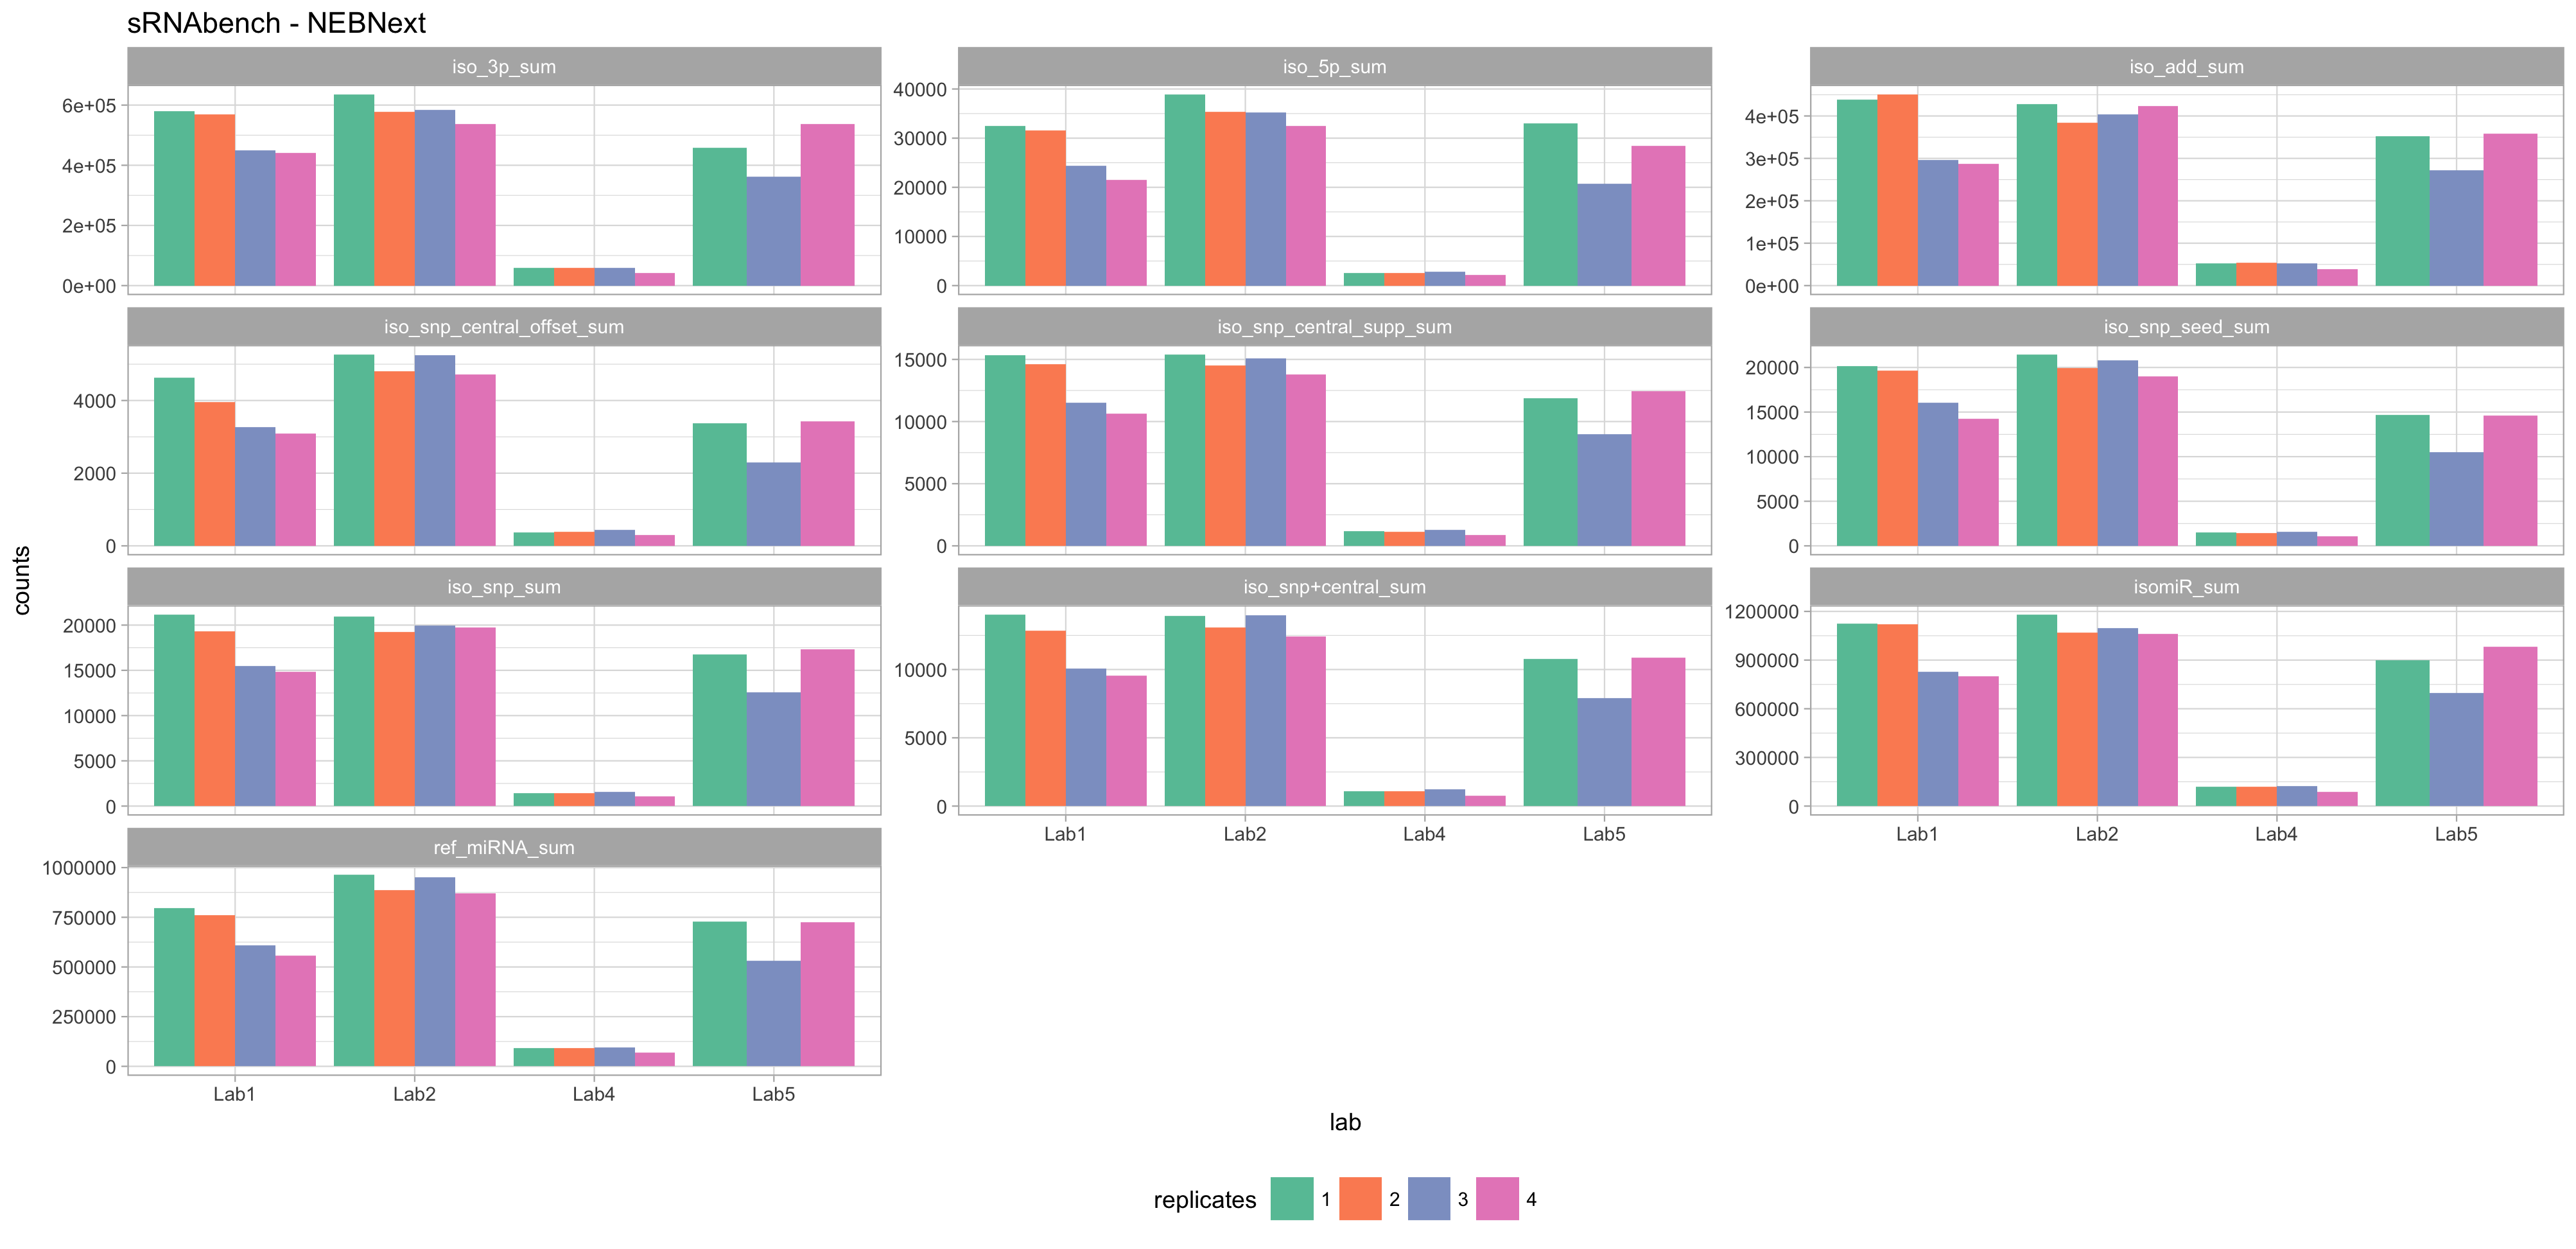 sRNAbench - NEBNext
iso_3p_sum
iso_5p_sum
iso_add_sum
6e+05
4e+05
2e+05
0e+00
40000
30000
20000
10000
0
4e+05
3e+05
2e+05
1e+05
0e+00
iso_snp_central_offset_sum
iso_snp_central_supp_sum
iso_snp_seed_sum
4000
2000
0
15000
10000
5000
0
20000
15000
10000
5000
0
counts
iso_snp_sum
iso_snp+central_sum
isomiR_sum
20000
15000
10000
5000
0
10000
5000
0
1200000
900000
600000
300000
0
Lab1 Lab2 Lab4 Lab5
Lab1 Lab2 Lab4 Lab5
ref_miRNA_sum
1000000
750000
500000
250000
0
Lab1 Lab2 Lab4 Lab5
lab
replicates 1 2 3 4